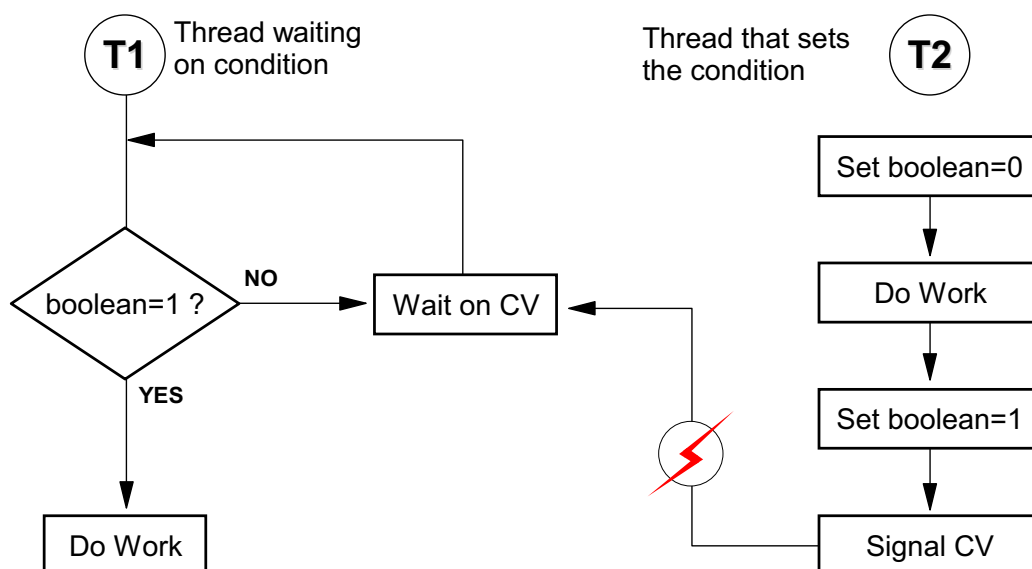 T1
Thread waiting
on condition
Thread that sets
the condition
T2
Set boolean=0
NO
boolean=1 ?
Wait on CV
Do Work
YES
Set boolean=1
Do Work
Signal CV